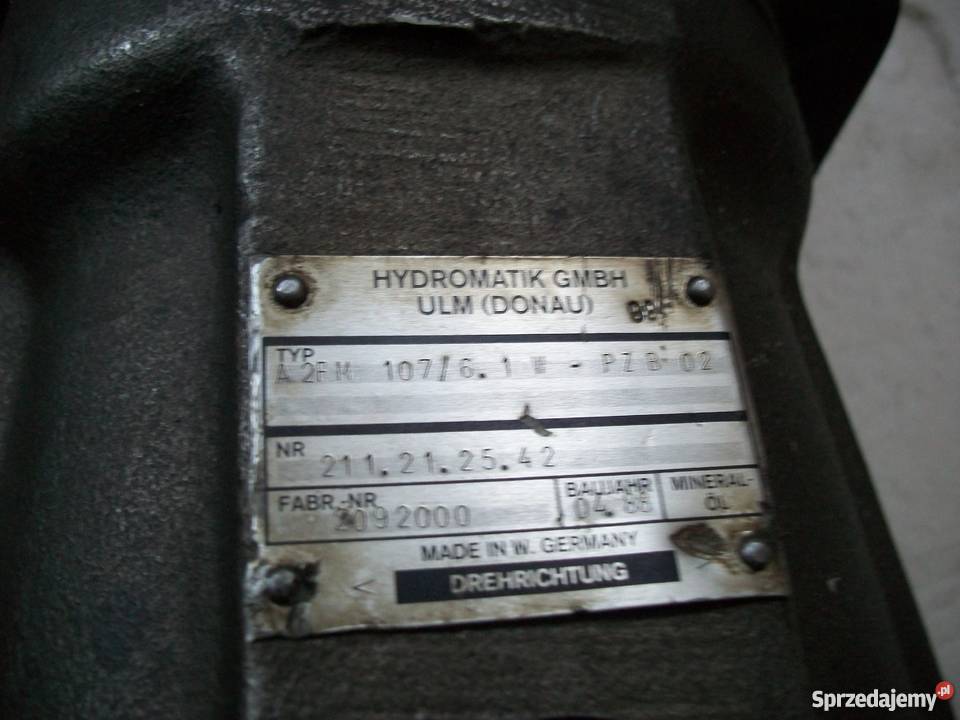 HYDROMATIK GMBH
ULM (DONAU)
TYP
A2FM 107/6.1 W - PZB 02
NR
211.21.25.42
FABR.-NR
2092000
BAUJAHR
04.88
MINERAL-
ÖL
MADE IN W. GERMANY
< DREHRICHTUNG
Sprzedajemy.pl